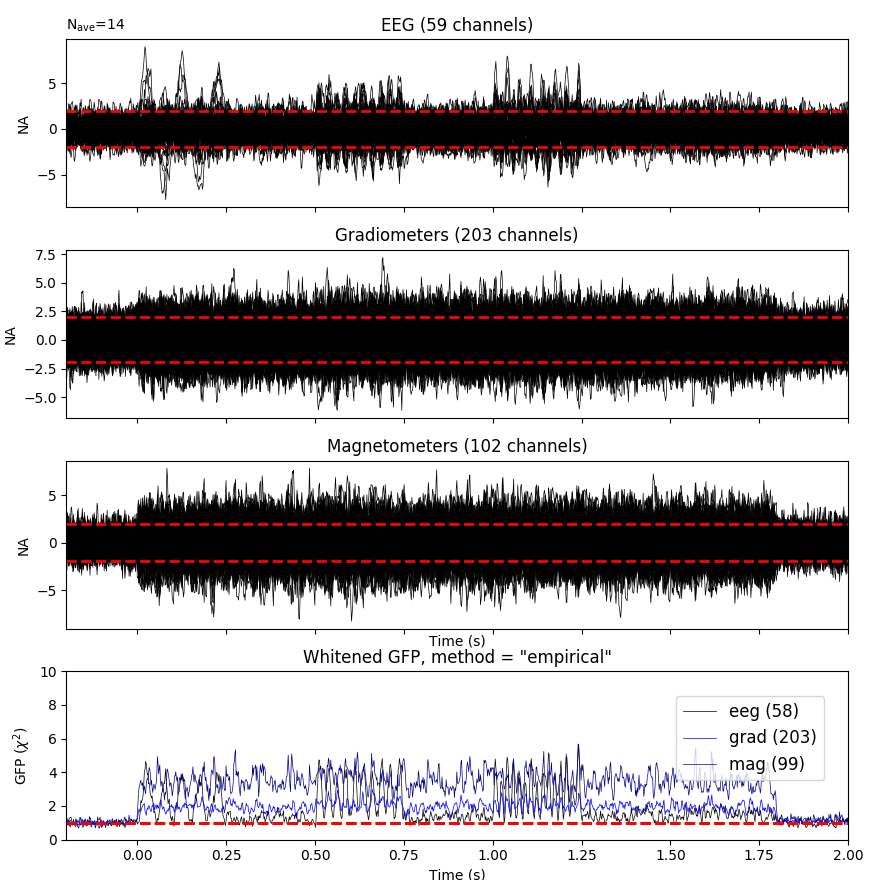 N_ave=14
EEG (59 channels)
5
0
−5
NA
Gradiometers (203 channels)
7.5
5.0
2.5
0.0
−2.5
−5.0
NA
Magnetometers (102 channels)
5
0
−5
NA
Time (s)
Whitened GFP, method = "empirical"
10
8
6
4
2
0
GFP (χ²)
eeg (58)
grad (203)
mag (99)
0.00 0.25 0.50 0.75 1.00 1.25 1.50 1.75 2.00
Time (s)